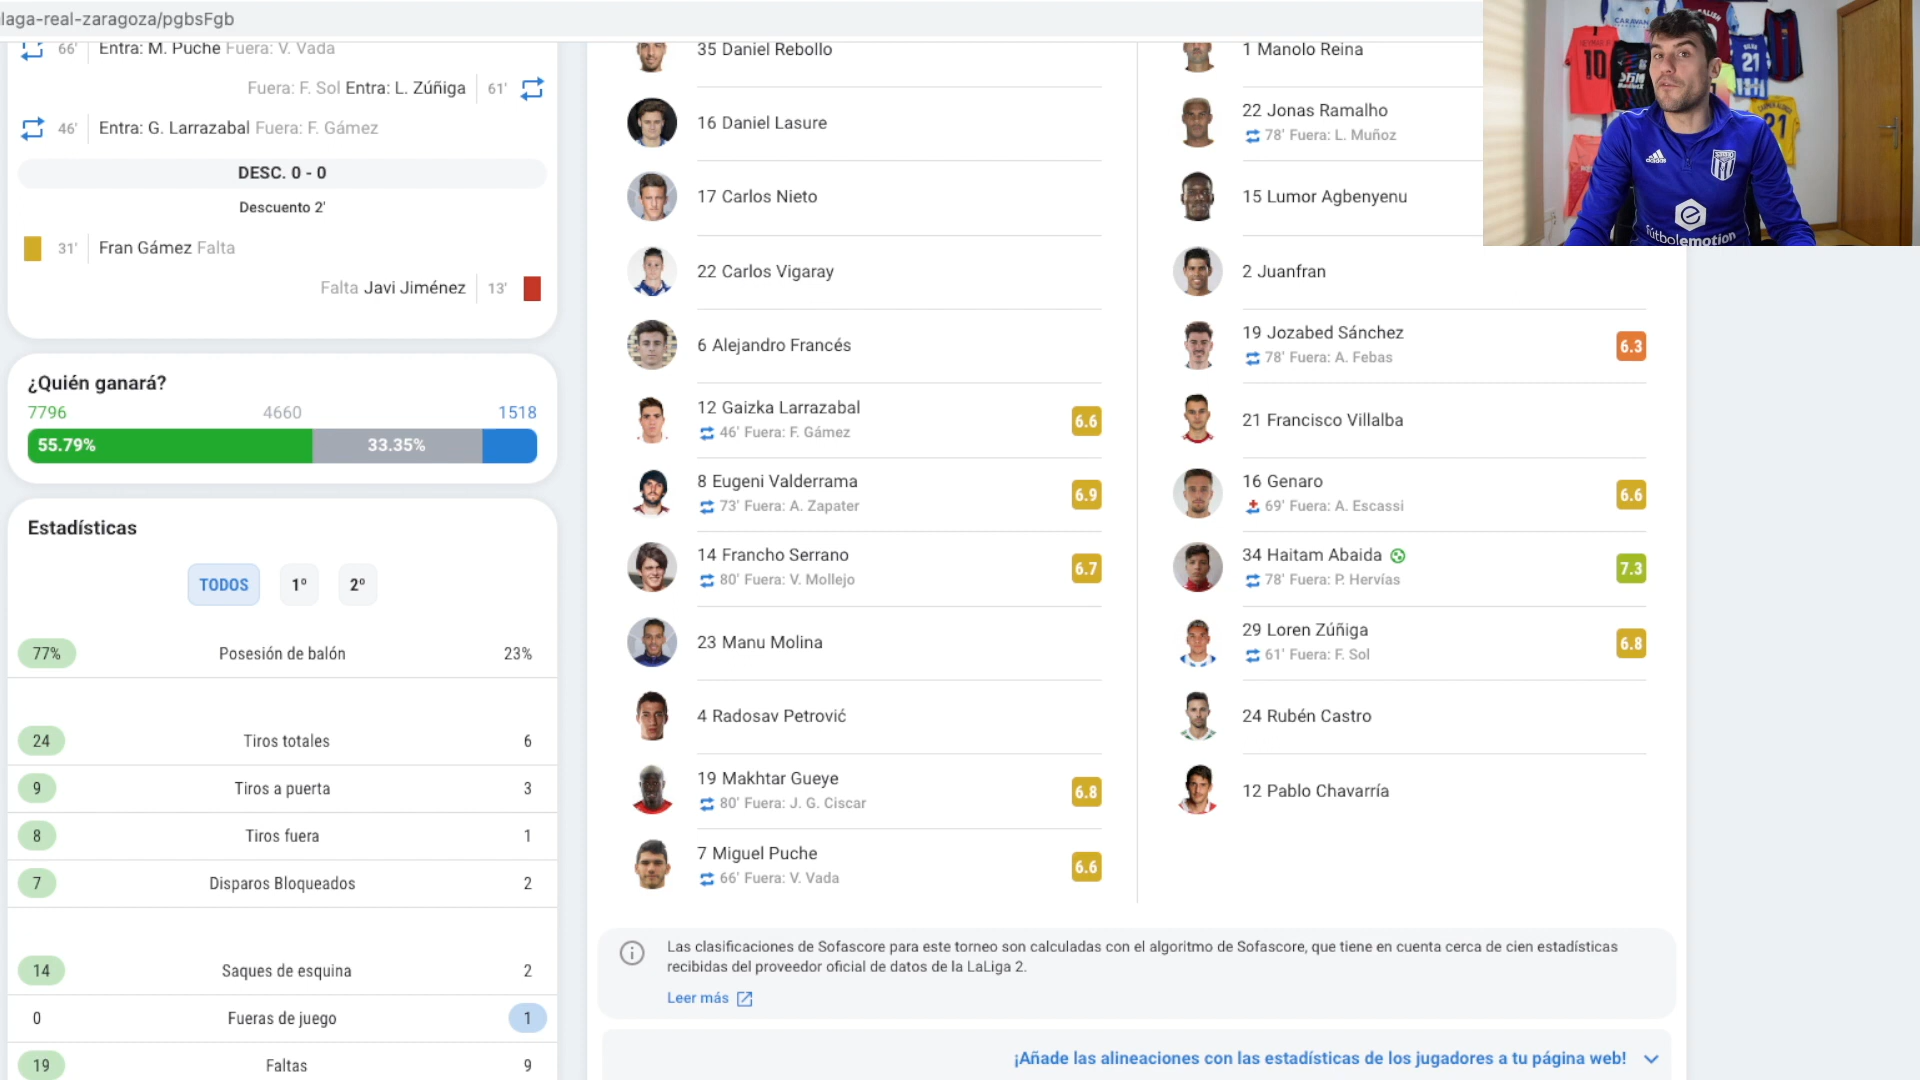 laga-real-zaragoza/pgbsFgb
66' Entra: M. Puche Fuera: V. Vada
Fuera: F. Sol Entra: L. Zúñiga 61'
46' Entra: G. Larrazabal Fuera: F. Gámez
DESC. 0 - 0
Descuento 2'
31' Fran Gámez Falta
Falta Javi Jiménez 13'
¿Quién ganará?
7796 4660 1518
55.79% 33.35%
Estadísticas
TODOS 1º 2º
77% Posesión de balón 23%
24 Tiros totales 6
9 Tiros a puerta 3
8 Tiros fuera 1
7 Disparos Bloqueados 2
14 Saques de esquina 2
0 Fueras de juego 1
19 Faltas 9
35 Daniel Rebollo
16 Daniel Lasure
17 Carlos Nieto
22 Carlos Vigaray
6 Alejandro Francés
12 Gaizka Larrazabal
46' Fuera: F. Gámez
6.6
8 Eugeni Valderrama
73' Fuera: A. Zapater
6.9
14 Francho Serrano
80' Fuera: V. Mollejo
6.7
23 Manu Molina
4 Radosav Petrović
19 Makhtar Gueye
80' Fuera: J. G. Ciscar
6.8
7 Miguel Puche
66' Fuera: V. Vada
6.6
1 Manolo Reina
22 Jonas Ramalho
78' Fuera: L. Muñoz
15 Lumor Agbenyenu
2 Juanfran
19 Jozabed Sánchez
78' Fuera: A. Febas
6.3
21 Francisco Villalba
16 Genaro
69' Fuera: A. Escassi
6.6
34 Haitam Abaida
78' Fuera: P. Hervías
7.3
29 Loren Zúñiga
61' Fuera: F. Sol
6.8
24 Rubén Castro
12 Pablo Chavarría
Las clasificaciones de Sofascore para este torneo son calculadas con el algoritmo de Sofascore, que tiene en cuenta cerca de cien estadísticas
recibidas del proveedor oficial de datos de la LaLiga 2.
Leer más
¡Añade las alineaciones con las estadísticas de los jugadores a tu página web!
CARAVAN
10
21
21
adidas
fútbolemotion